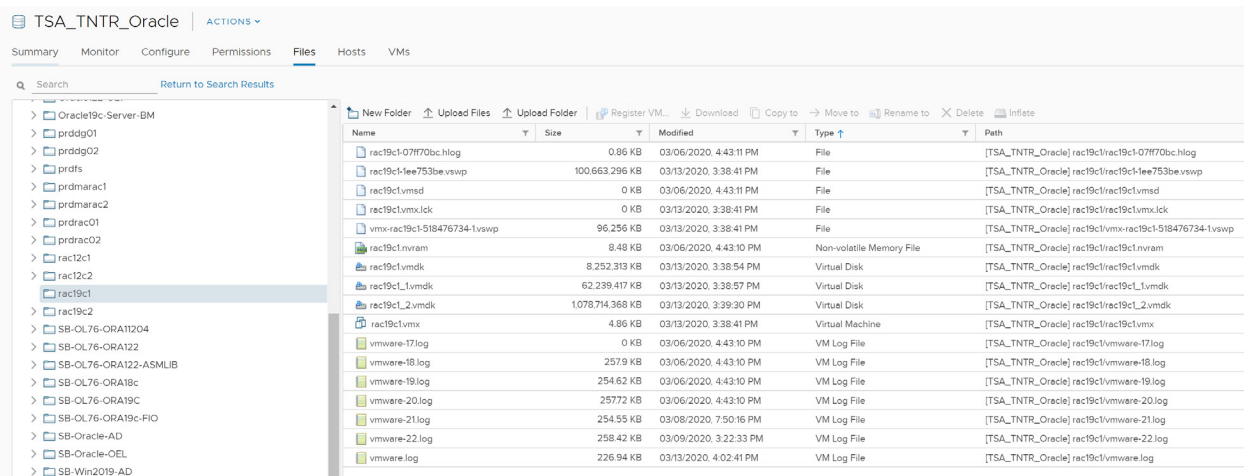 TSA_TNTR_Oracle ACTIONS
Summary Monitor Configure Permissions Files Hosts VMs
Search Return to Search Results
Oracle19c-Server-BM
prddg01
prddg02
prdfs
prdmarac1
prdmarac2
prdrac01
prdrac02
rac12c1
rac12c2
rac19c1
rac19c2
SB-OL76-ORA11204
SB-OL76-ORA122
SB-OL76-ORA122-ASMLIB
SB-OL76-ORA18c
SB-OL76-ORA19C
SB-OL76-ORA19c-FIO
SB-Oracle-AD
SB-Oracle-OEL
SB-Win2019-AD
New Folder Upload Files Upload Folder Register VM... Download Copy to Move to Rename to Delete Inflate
Name Size Modified Type Path
rac19c1-07ff70bc.hlog 0.86 KB 03/06/2020, 4:43:11 PM File [TSA_TNTR_Oracle] rac19c1/rac19c1-07ff70bc.hlog
rac19c1-1ee753be.vswp 100,663,296 KB 03/13/2020, 3:38:41 PM File [TSA_TNTR_Oracle] rac19c1/rac19c1-1ee753be.vswp
rac19c1.vmsd 0 KB 03/06/2020, 4:43:11 PM File [TSA_TNTR_Oracle] rac19c1/rac19c1.vmsd
rac19c1.vmx.lck 0 KB 03/13/2020, 3:38:41 PM File [TSA_TNTR_Oracle] rac19c1/rac19c1.vmx.lck
vmx-rac19c1-518476734-1.vswp 96,256 KB 03/13/2020, 3:38:41 PM File [TSA_TNTR_Oracle] rac19c1/vmx-rac19c1-518476734-1.vswp
rac19c1.nvram 8.48 KB 03/06/2020, 4:43:10 PM Non-volatile Memory File [TSA_TNTR_Oracle] rac19c1/rac19c1.nvram
rac19c1.vmdk 8,252,313 KB 03/13/2020, 3:38:54 PM Virtual Disk [TSA_TNTR_Oracle] rac19c1/rac19c1.vmdk
rac19c1_1.vmdk 62,239,417 KB 03/13/2020, 3:38:57 PM Virtual Disk [TSA_TNTR_Oracle] rac19c1/rac19c1_1.vmdk
rac19c1_2.vmdk 1,078,714,368 KB 03/13/2020, 3:39:30 PM Virtual Disk [TSA_TNTR_Oracle] rac19c1/rac19c1_2.vmdk
rac19c1.vmx 4.86 KB 03/13/2020, 3:38:41 PM Virtual Machine [TSA_TNTR_Oracle] rac19c1/rac19c1.vmx
vmware-17.log 0 KB 03/06/2020, 4:43:10 PM VM Log File [TSA_TNTR_Oracle] rac19c1/vmware-17.log
vmware-18.log 257.9 KB 03/06/2020, 4:43:10 PM VM Log File [TSA_TNTR_Oracle] rac19c1/vmware-18.log
vmware-19.log 254.62 KB 03/06/2020, 4:43:10 PM VM Log File [TSA_TNTR_Oracle] rac19c1/vmware-19.log
vmware-20.log 257.72 KB 03/06/2020, 4:43:10 PM VM Log File [TSA_TNTR_Oracle] rac19c1/vmware-20.log
vmware-21.log 254.55 KB 03/08/2020, 7:50:16 PM VM Log File [TSA_TNTR_Oracle] rac19c1/vmware-21.log
vmware-22.log 258.42 KB 03/09/2020, 3:22:33 PM VM Log File [TSA_TNTR_Oracle] rac19c1/vmware-22.log
vmware.log 226.94 KB 03/13/2020, 4:02:41 PM VM Log File [TSA_TNTR_Oracle] rac19c1/vmware.log